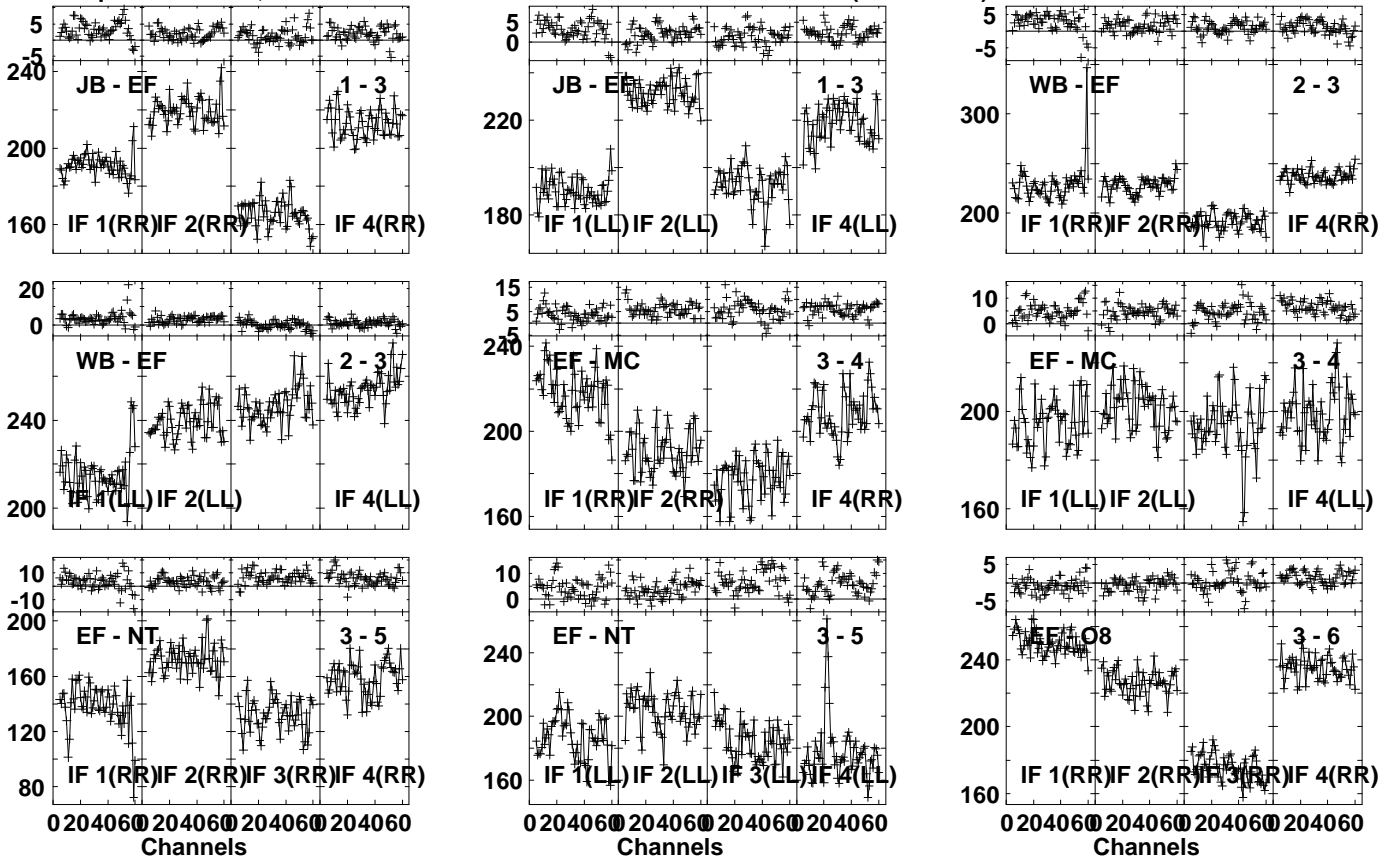 5
-5
240
200
160
JB - EF
1 - 3
IF 1(RR) IF 2(RR) IF 4(RR)
5
0
220
180
JB - EF
1 - 3
IF 1(LL) IF 2(LL) IF 4(LL)
5
-5
300
200
WB - EF
2 - 3
IF 1(RR) IF 2(RR) IF 4(RR)
20
0
240
200
WB - EF
2 - 3
IF 1(LL) IF 2(LL) IF 4(LL)
15
10
5
5
240
200
160
EF - MC
3 - 4
IF 1(RR) IF 2(RR) IF 4(RR)
10
0
200
160
EF - MC
3 - 4
IF 1(LL) IF 2(LL) IF 4(LL)
10
-10
200
160
120
80
EF - NT
3 - 5
IF 1(RR) IF 2(RR) IF 3(RR) IF 4(RR)
0 20 40 60 0 20 40 60 0 20 40 60 0 20 40 60
Channels
10
0
240
200
160
EF - NT
3 - 5
IF 1(LL) IF 2(LL) IF 3(LL) IF 4(LL)
0 20 40 60 0 20 40 60 0 20 40 60 0 20 40 60
Channels
5
-5
240
200
160
EF - O8
3 - 6
IF 1(RR) IF 2(RR) IF 3(RR) IF 4(RR)
0 20 40 60 0 20 40 60 0 20 40 60 0 20 40 60
Channels